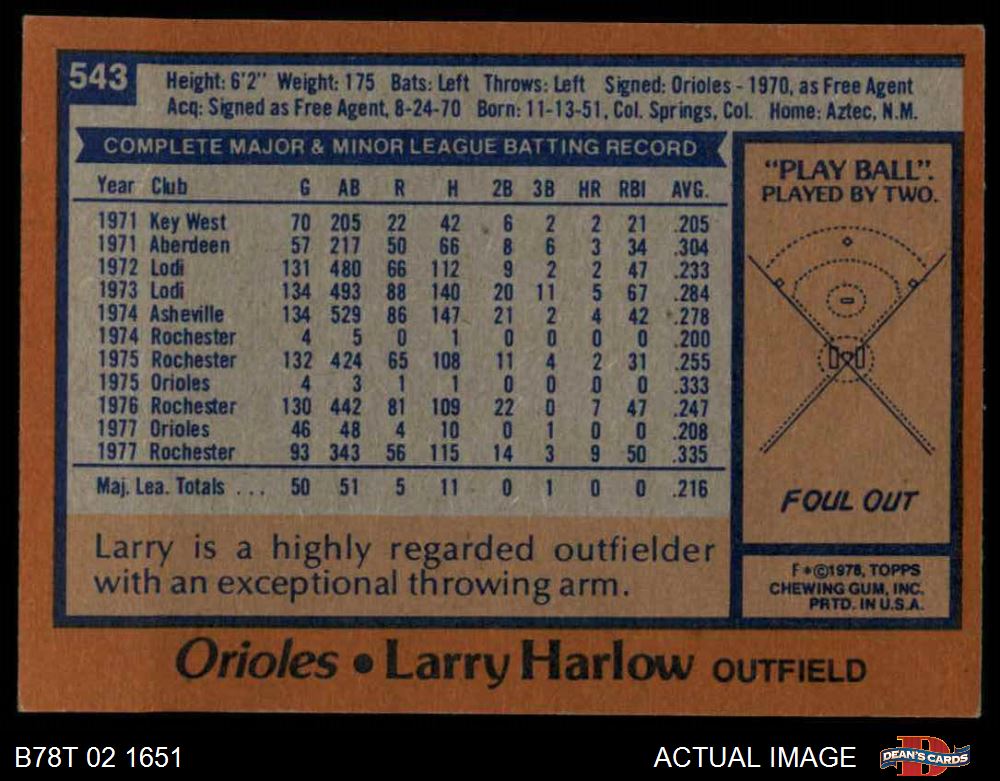 543
Height: 6'2" Weight: 175 Bats: Left Throws: Left Signed: Orioles - 1970, as Free Agent
Acq: Signed as Free Agent, 8-24-70 Born: 11-13-51, Col. Springs, Col. Home: Aztec, N.M.
COMPLETE MAJOR & MINOR LEAGUE BATTING RECORD
Year Club G AB R H 2B 3B HR RBI AVG.
1971 Key West 70 205 22 42 6 2 2 21 .205
1971 Aberdeen 57 217 50 66 8 6 3 34 .304
1972 Lodi 131 480 66 112 9 2 2 47 .233
1973 Lodi 134 493 88 140 20 11 5 67 .284
1974 Asheville 134 529 86 147 21 2 4 42 .278
1974 Rochester 4 5 0 1 0 0 0 0 .200
1975 Rochester 132 424 65 108 11 4 2 31 .255
1975 Orioles 4 3 1 1 0 0 0 0 .333
1976 Rochester 130 442 81 109 22 0 7 47 .247
1977 Orioles 46 48 4 10 0 1 0 0 .208
1977 Rochester 93 343 56 115 14 3 9 50 .335
Maj. Lea. Totals ... 50 51 5 11 0 1 0 0 .216
Larry is a highly regarded outfielder
with an exceptional throwing arm.
"PLAY BALL".
PLAYED BY TWO.
FOUL OUT
F*©1978, TOPPS
CHEWING GUM, INC.
PRTD. IN U.S.A.
Orioles • Larry Harlow OUTFIELD
B78T 02 1651
ACTUAL IMAGE
DEAN'S CARDS